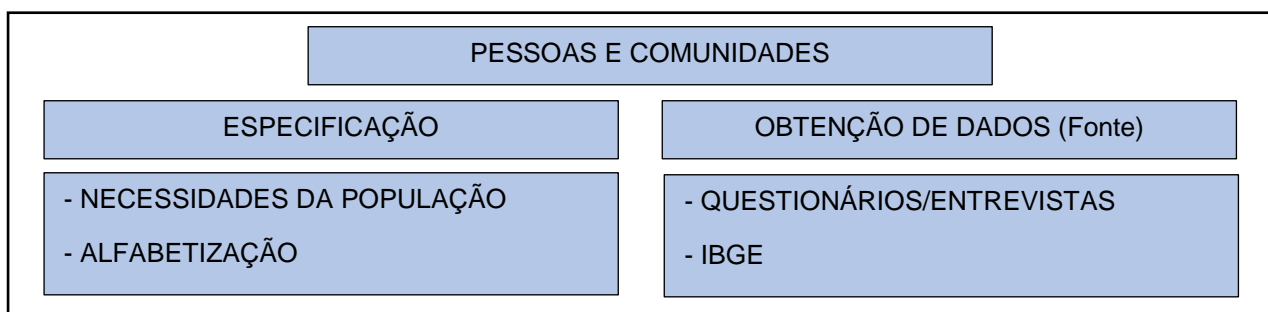 PESSOAS E COMUNIDADES
ESPECIFICAÇÃO
OBTENÇÃO DE DADOS (Fonte)
- NECESSIDADES DA POPULAÇÃO
- ALFABETIZAÇÃO
- QUESTIONÁRIOS/ENTREVISTAS
- IBGE